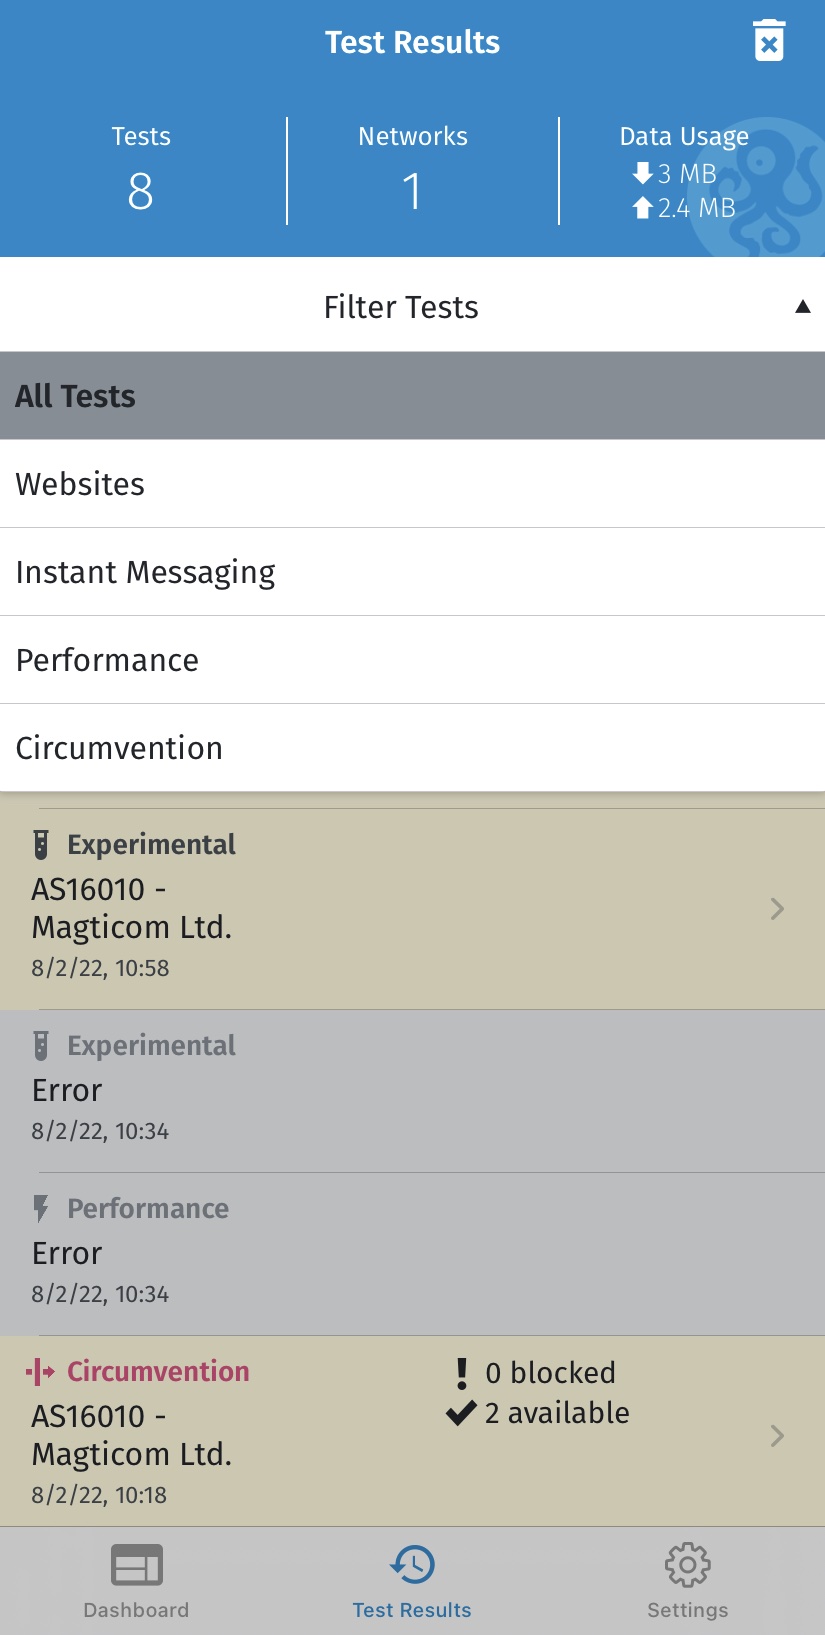 Test Results
Tests
Networks
Data Usage
8
1
3 MB
2.4 MB
Filter Tests
All Tests
Websites
Instant Messaging
Performance
Circumvention
Experimental
AS16010 -
Magticom Ltd.
8/2/22, 10:58
Experimental
Error
8/2/22, 10:34
Performance
Error
8/2/22, 10:34
Circumvention
0 blocked
AS16010 -
2 available
Magticom Ltd.
8/2/22, 10:18
Dashboard
Test Results
Settings